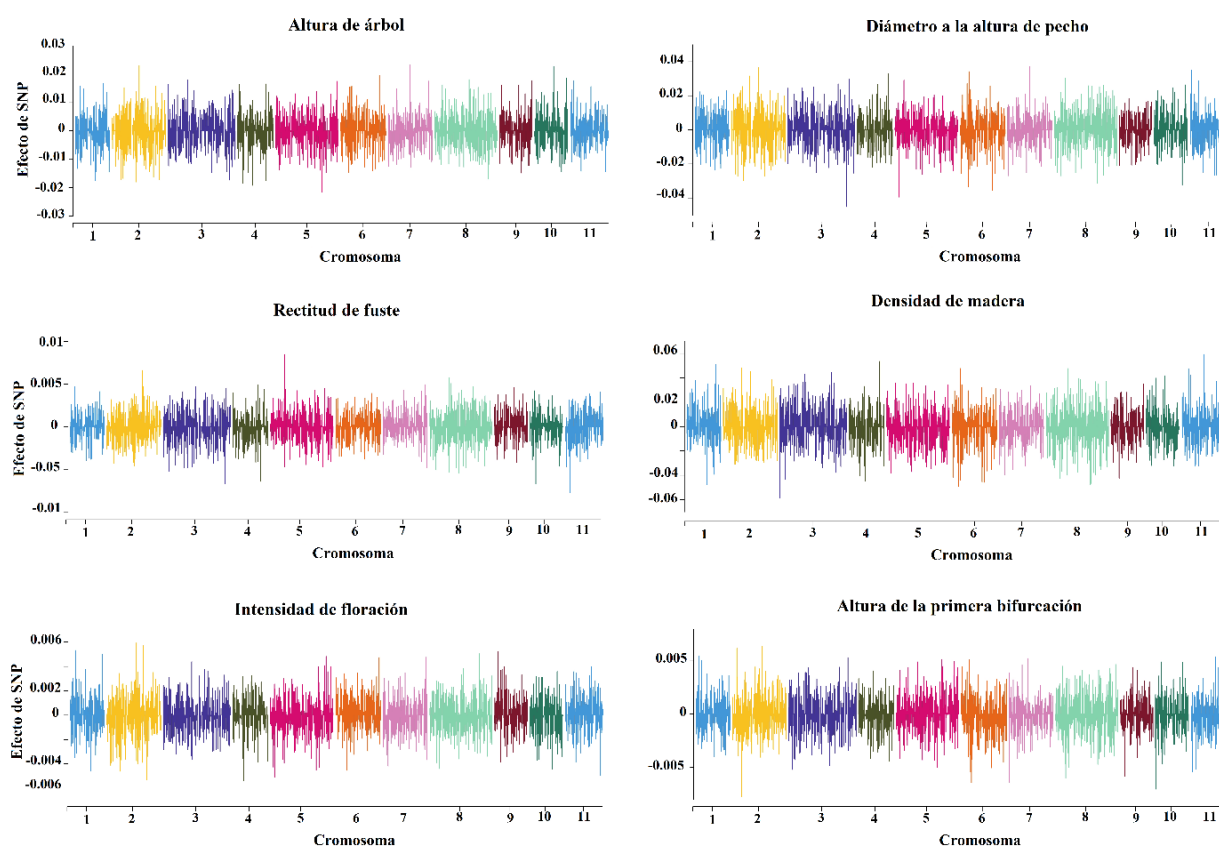 Altura de árbol
Efecto de SNP
0.03
0.02
0.01
0
-0.01
-0.02
-0.03
1 2 3 4 5 6 7 8 9 10 11
Cromosoma
Diámetro a la altura de pecho
0.04
0.02
0
-0.02
-0.04
1 2 3 4 5 6 7 8 9 10 11
Cromosoma
Rectitud de fuste
Efecto de SNP
0.01
0.005
0
-0.05
-0.01
1 2 3 4 5 6 7 8 9 10 11
Cromosoma
Densidad de madera
0.06
0.02
0
-0.04
-0.06
1 2 3 4 5 6 7 8 9 10 11
Cromosoma
Intensidad de floración
Efecto de SNP
0.006
0.002
0
-0.004
-0.006
1 2 3 4 5 6 7 8 9 10 11
Cromosoma
Altura de la primera bifurcación
0.005
0
-0.005
1 2 3 4 5 6 7 8 9 10 11
Cromosoma